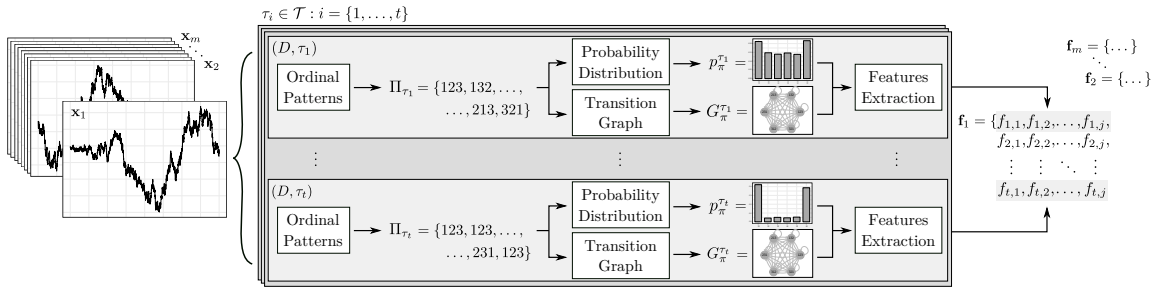 τ_i ∈ 𝒯 : i = {1, . . . , t}
x_m
⋱
x_2
x_1
(D, τ_1)
Ordinal
Patterns
Π_{τ_1} = {123, 132, . . . ,
. . . , 213, 321}
Probability
Distribution
Transition
Graph
p_π^{τ_1} =
G_π^{τ_1} =
Features
Extraction
⋮ ⋮ ⋮
(D, τ_t)
Ordinal
Patterns
Π_{τ_t} = {123, 123, . . . ,
. . . , 231, 123}
Probability
Distribution
Transition
Graph
p_π^{τ_t} =
G_π^{τ_t} =
Features
Extraction
f_m = {. . .}
⋱
f_2 = {. . .}
f_1 = {f_{1,1}, f_{1,2}, . . . , f_{1,j},
f_{2,1}, f_{2,2}, . . . , f_{2,j},
⋮ ⋮ ⋱ ⋮
f_{t,1}, f_{t,2}, . . . , f_{t,j}